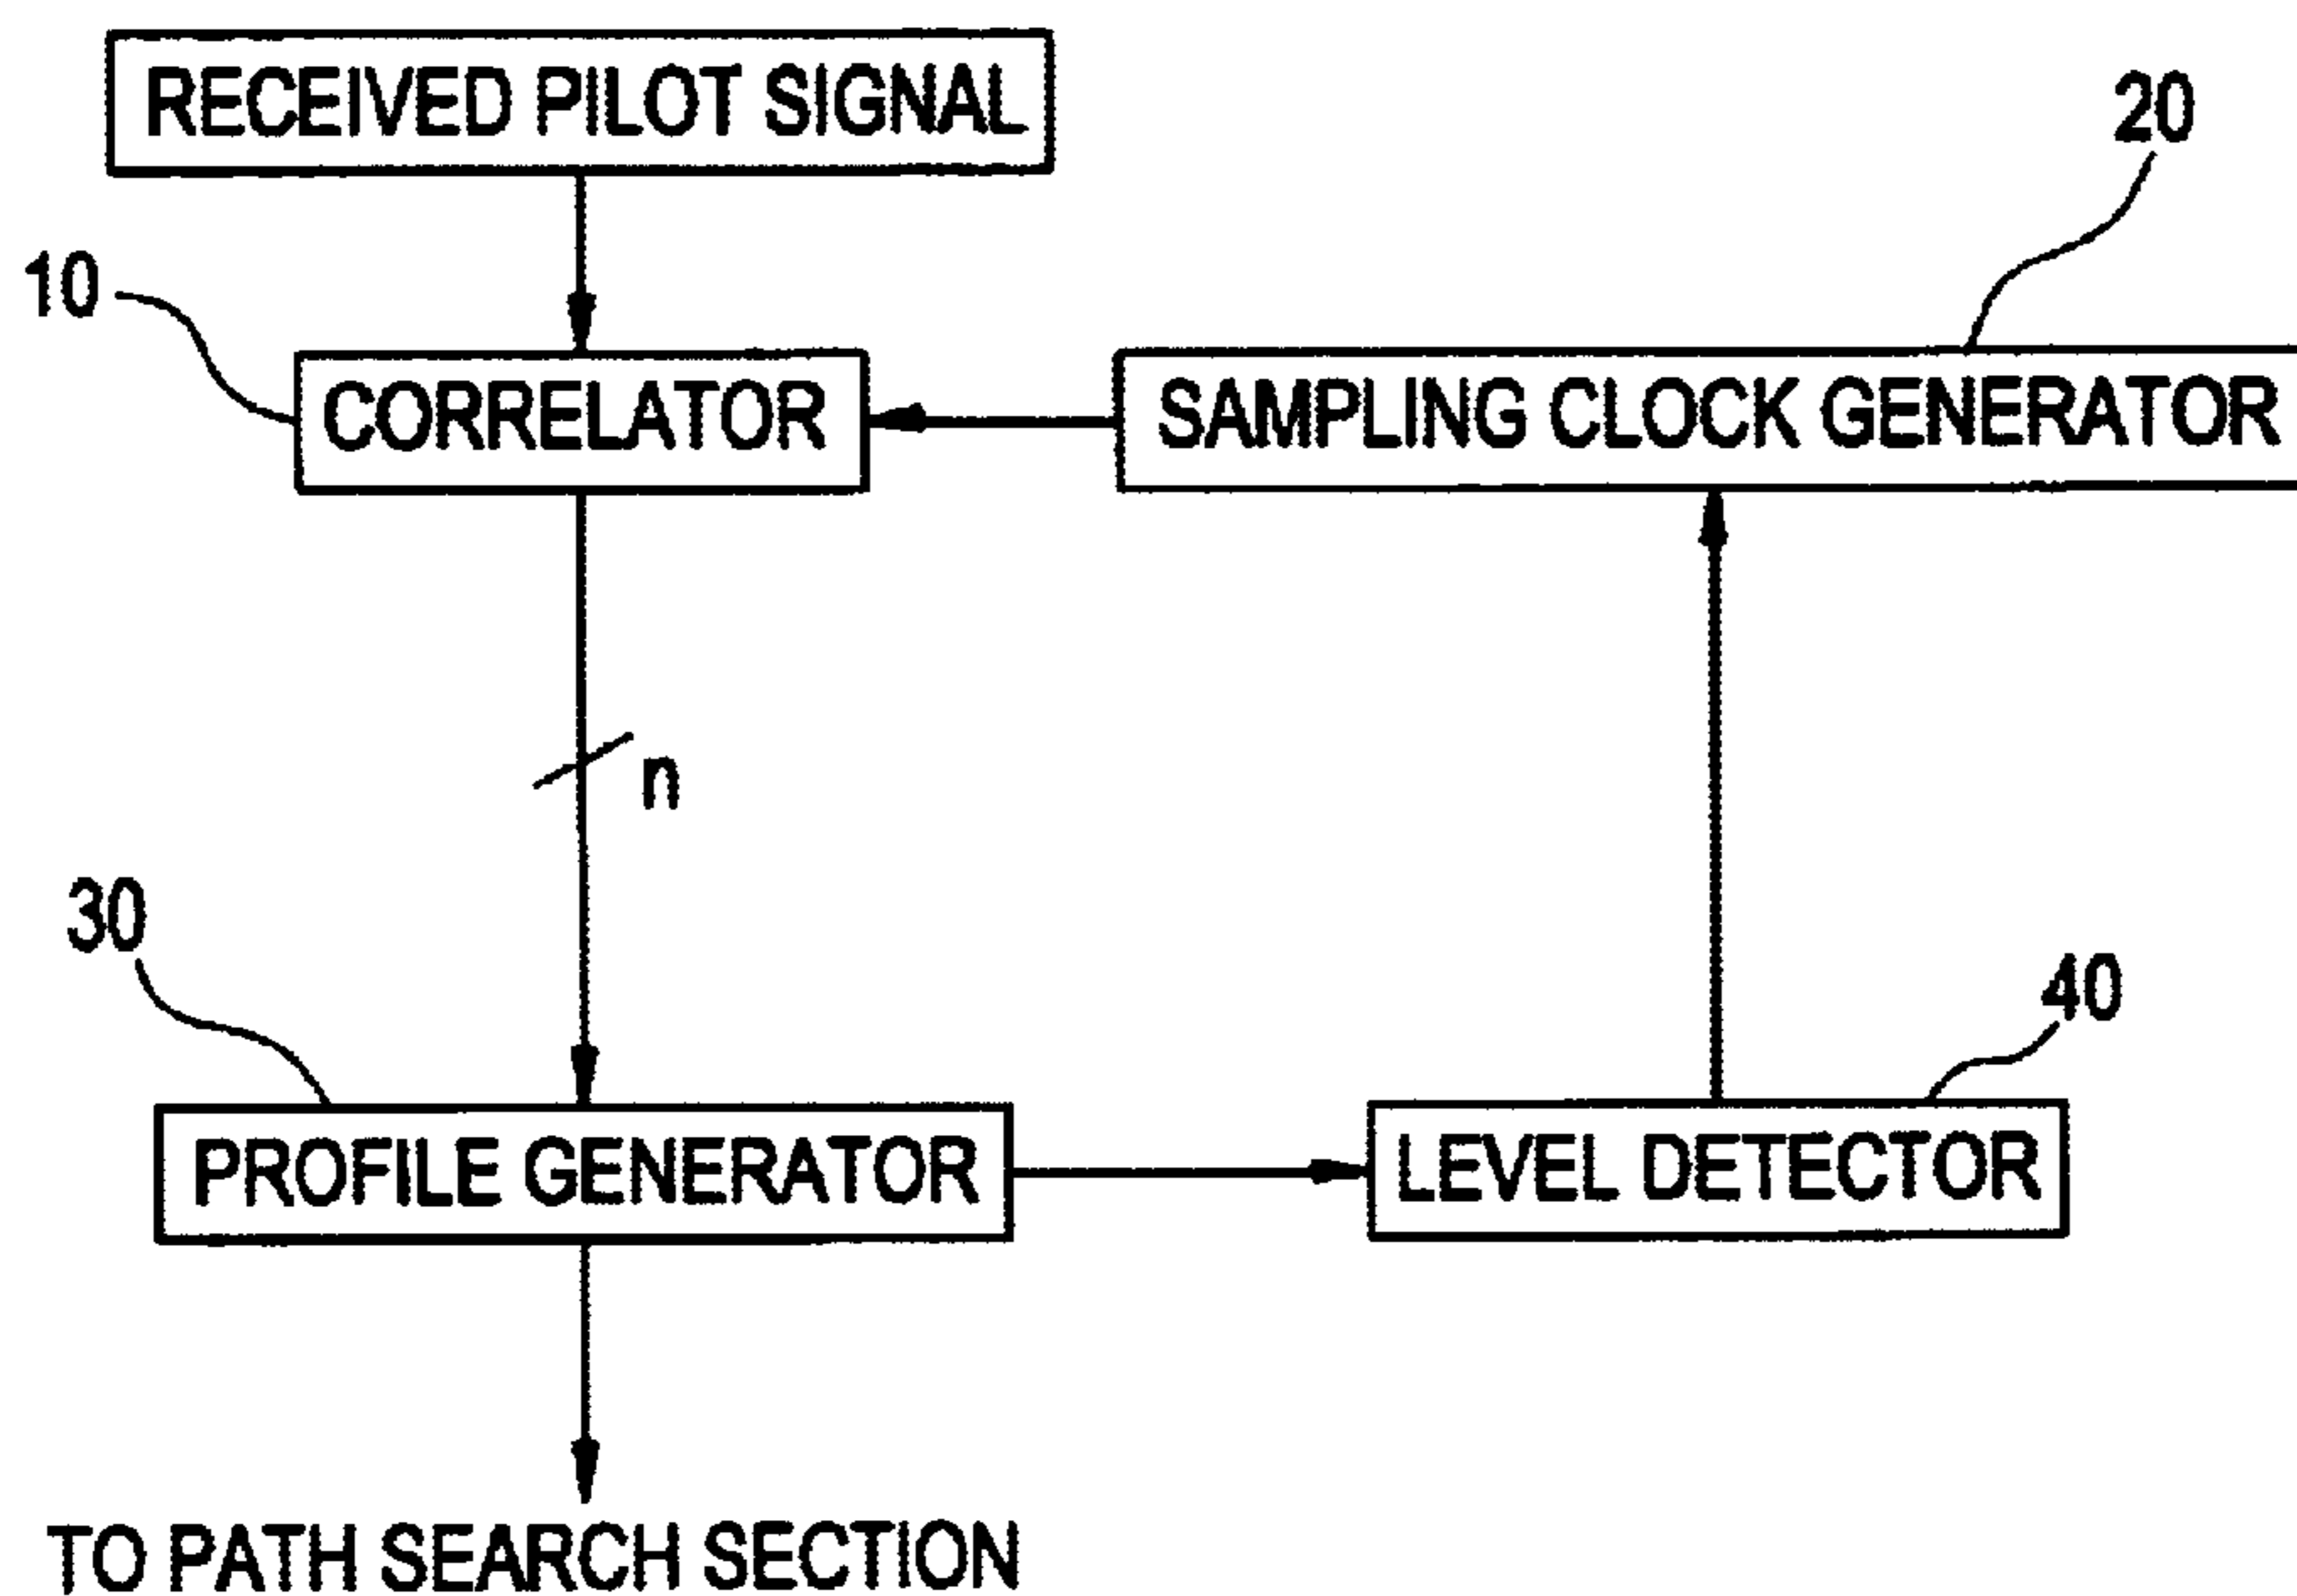 RECEIVED PILOT SIGNAL
20
10
CORRELATOR
SAMPLING CLOCK GENERATOR
n
30
40
PROFILE GENERATOR
LEVEL DETECTOR
TO PATH SEARCH SECTION